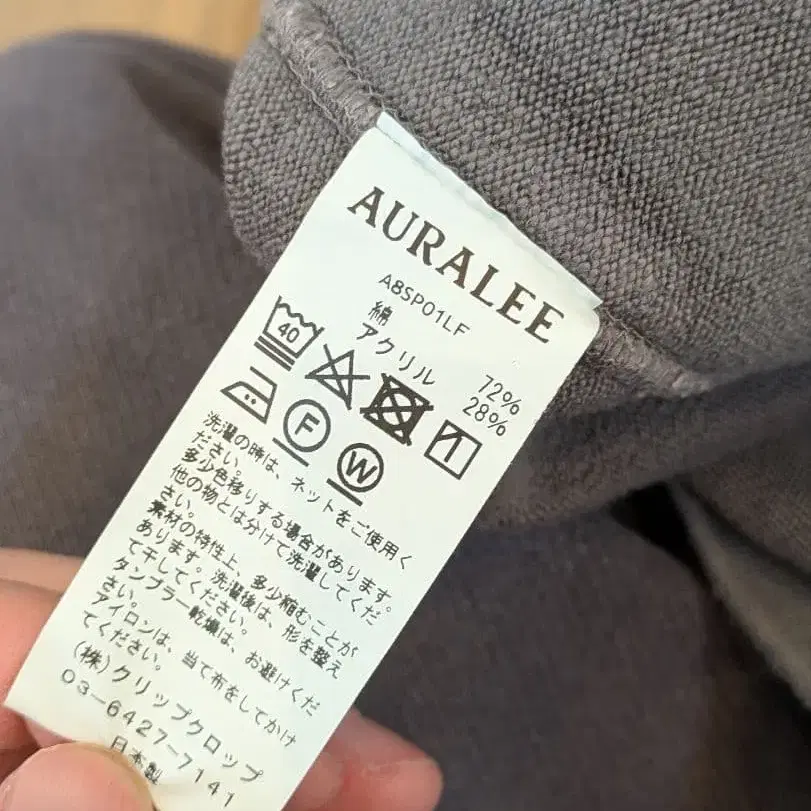 AURALEE
A8SP01LF
綿 72%
アクリル 28%
40
F
W
洗濯の時は、ネットをご使用く
ださい。
多少色移りする場合があります。
他の物とは分けて洗濯してくだ
さい。
素材の特性上、多少縮むことが
あります。洗濯後は、形を整え
て干してください。
タンブラー乾燥は、お避けくだ
さい。
アイロンは、当て布をしてかけ
てください。
(株)クリップクロップ
03-6427-7141
日本製